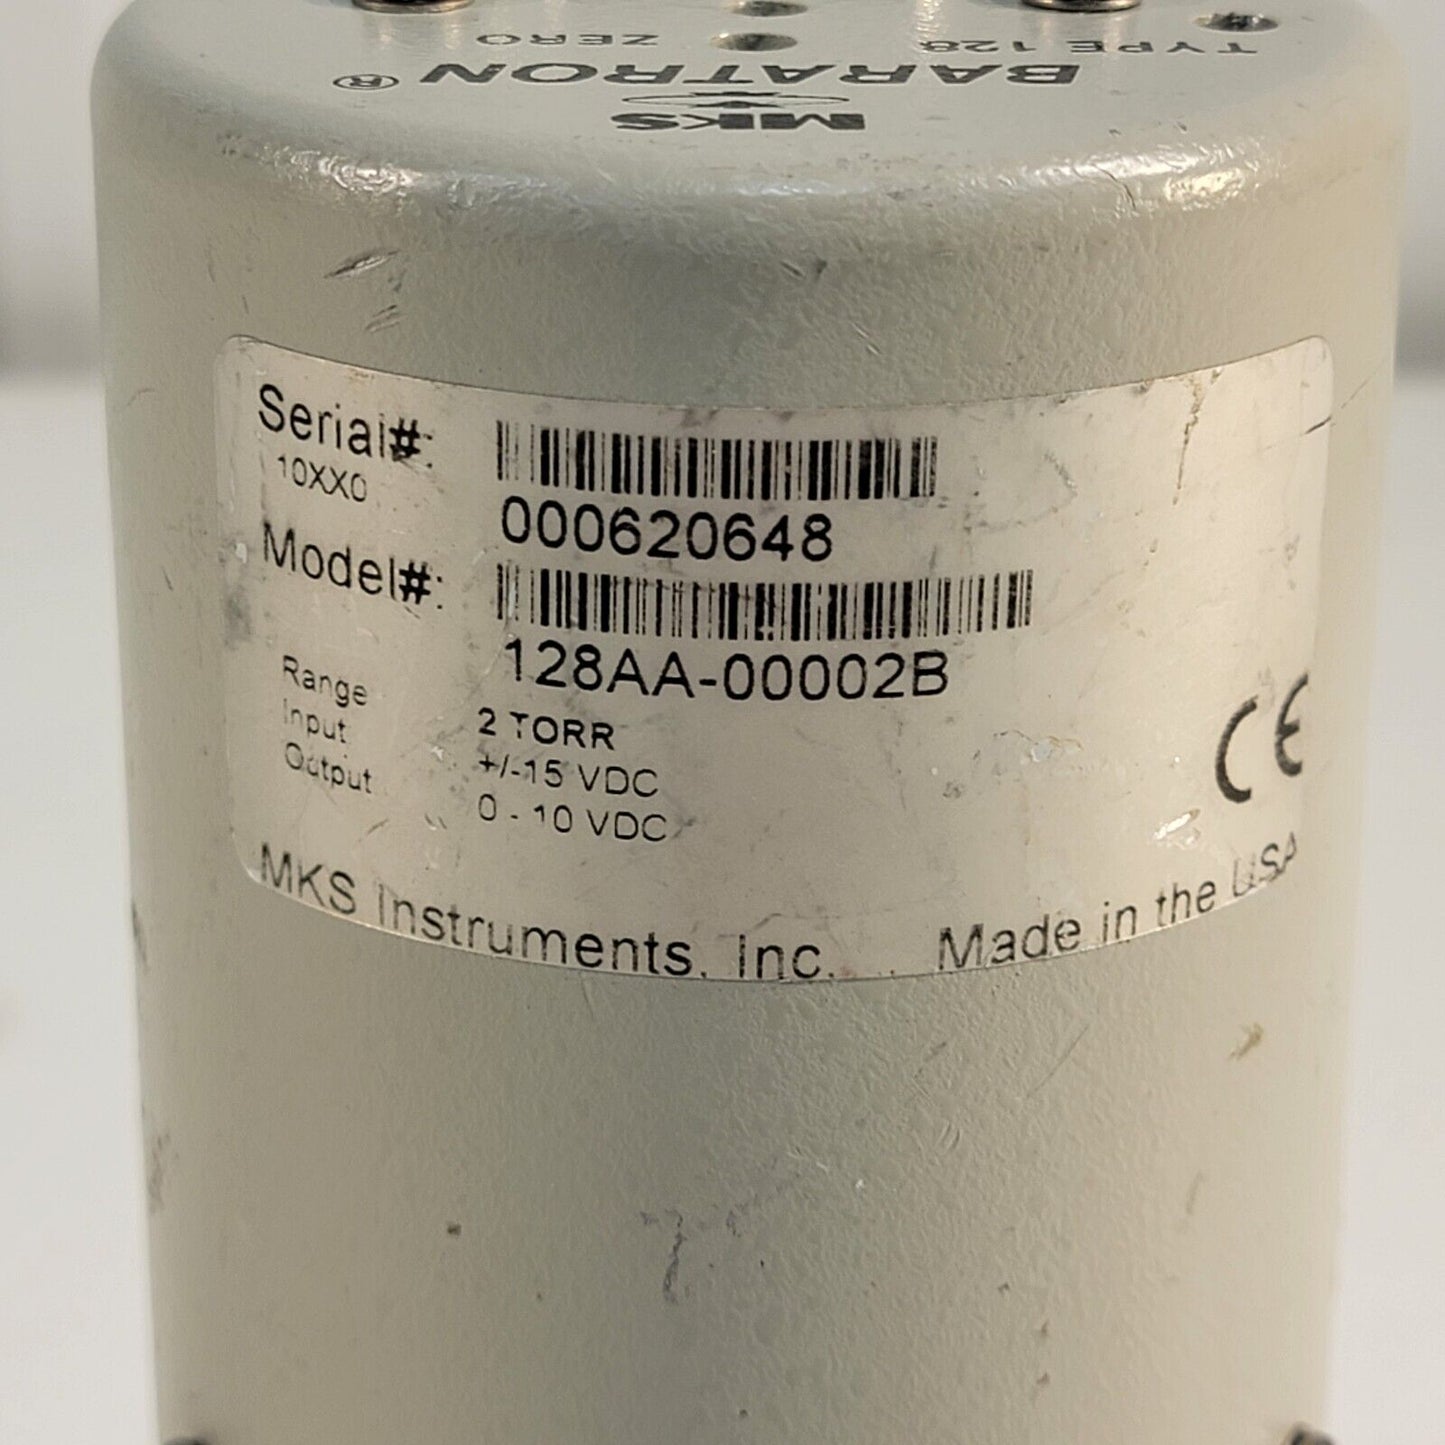 TYPE 128 ZERO
BARATRON ®
MKS
Serial#:
10XX0
000620648
Model#:
128AA-00002B
Range 2 TORR
Input +/-15 VDC
Output 0 - 10 VDC
CE
MKS Instruments, Inc. Made in the USA